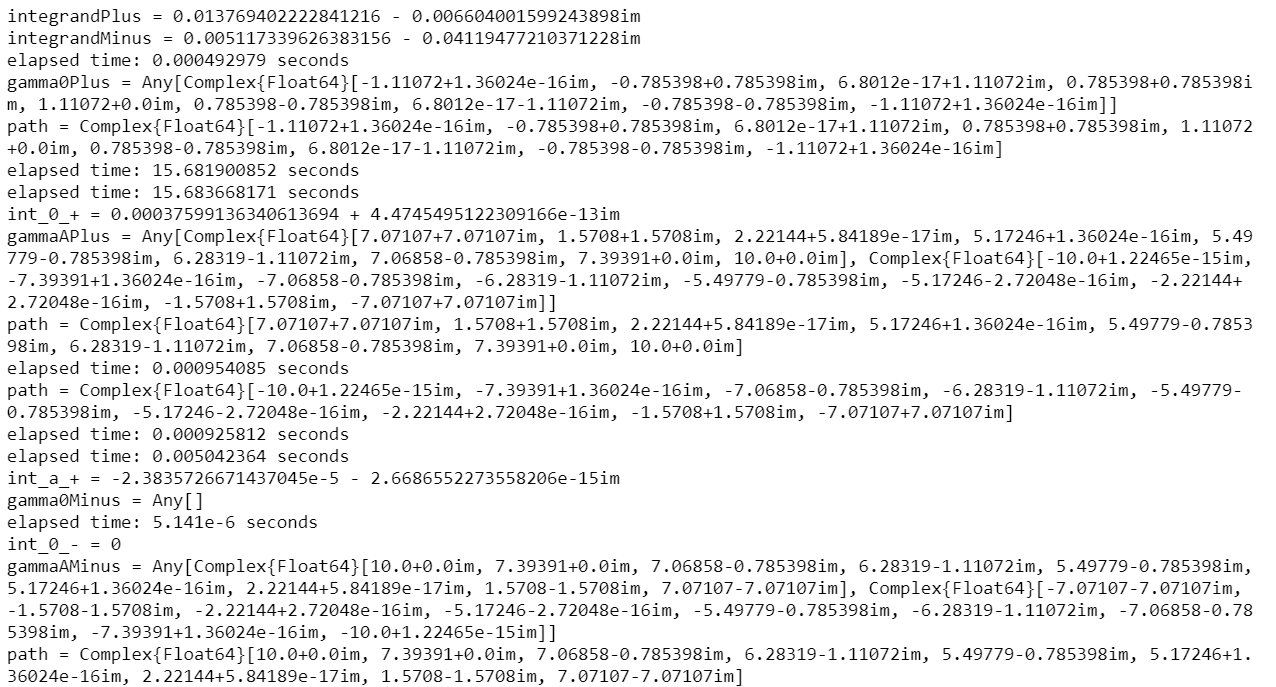 integrandPlus = 0.013769402222841216 - 0.006604001599243898im
integrandMinus = 0.005117339626383156 - 0.04119477210371228im
elapsed time: 0.000492979 seconds
gamma0Plus = Any[Complex{Float64}[-1.11072+1.36024e-16im, -0.785398+0.785398im, 6.8012e-17+1.11072im, 0.785398+0.785398i
m, 1.11072+0.0im, 0.785398-0.785398im, 6.8012e-17-1.11072im, -0.785398-0.785398im, -1.11072+1.36024e-16im]]
path = Complex{Float64}[-1.11072+1.36024e-16im, -0.785398+0.785398im, 6.8012e-17+1.11072im, 0.785398+0.785398im, 1.11072
+0.0im, 0.785398-0.785398im, 6.8012e-17-1.11072im, -0.785398-0.785398im, -1.11072+1.36024e-16im]
elapsed time: 15.681900852 seconds
elapsed time: 15.683668171 seconds
int_0_+ = 0.00037599136340613694 + 4.4745495122309166e-13im
gammaAPlus = Any[Complex{Float64}[7.07107+7.07107im, 1.5708+1.5708im, 2.22144+5.84189e-17im, 5.17246+1.36024e-16im, 5.49
779-0.785398im, 6.28319-1.11072im, 7.06858-0.785398im, 7.39391+0.0im, 10.0+0.0im], Complex{Float64}[-10.0+1.22465e-15im,
-7.39391+1.36024e-16im, -7.06858-0.785398im, -6.28319-1.11072im, -5.49779-0.785398im, -5.17246-2.72048e-16im, -2.22144+
2.72048e-16im, -1.5708+1.5708im, -7.07107+7.07107im]]
path = Complex{Float64}[7.07107+7.07107im, 1.5708+1.5708im, 2.22144+5.84189e-17im, 5.17246+1.36024e-16im, 5.49779-0.7853
98im, 6.28319-1.11072im, 7.06858-0.785398im, 7.39391+0.0im, 10.0+0.0im]
elapsed time: 0.000954085 seconds
path = Complex{Float64}[-10.0+1.22465e-15im, -7.39391+1.36024e-16im, -7.06858-0.785398im, -6.28319-1.11072im, -5.49779-
0.785398im, -5.17246-2.72048e-16im, -2.22144+2.72048e-16im, -1.5708+1.5708im, -7.07107+7.07107im]
elapsed time: 0.000925812 seconds
elapsed time: 0.005042364 seconds
int_a_+ = -2.3835726671437045e-5 - 2.6686552273558206e-15im
gamma0Minus = Any[]
elapsed time: 5.141e-6 seconds
int_0_- = 0
gammaAMinus = Any[Complex{Float64}[10.0+0.0im, 7.39391+0.0im, 7.06858-0.785398im, 6.28319-1.11072im, 5.49779-0.785398im,
5.17246+1.36024e-16im, 2.22144+5.84189e-17im, 1.5708-1.5708im, 7.07107-7.07107im], Complex{Float64}[-7.07107-7.07107im,
-1.5708-1.5708im, -2.22144+2.72048e-16im, -5.17246-2.72048e-16im, -5.49779-0.785398im, -6.28319-1.11072im, -7.06858-0.78
5398im, -7.39391+1.36024e-16im, -10.0+1.22465e-15im]]
path = Complex{Float64}[10.0+0.0im, 7.39391+0.0im, 7.06858-0.785398im, 6.28319-1.11072im, 5.49779-0.785398im, 5.17246+1.
36024e-16im, 2.22144+5.84189e-17im, 1.5708-1.5708im, 7.07107-7.07107im]